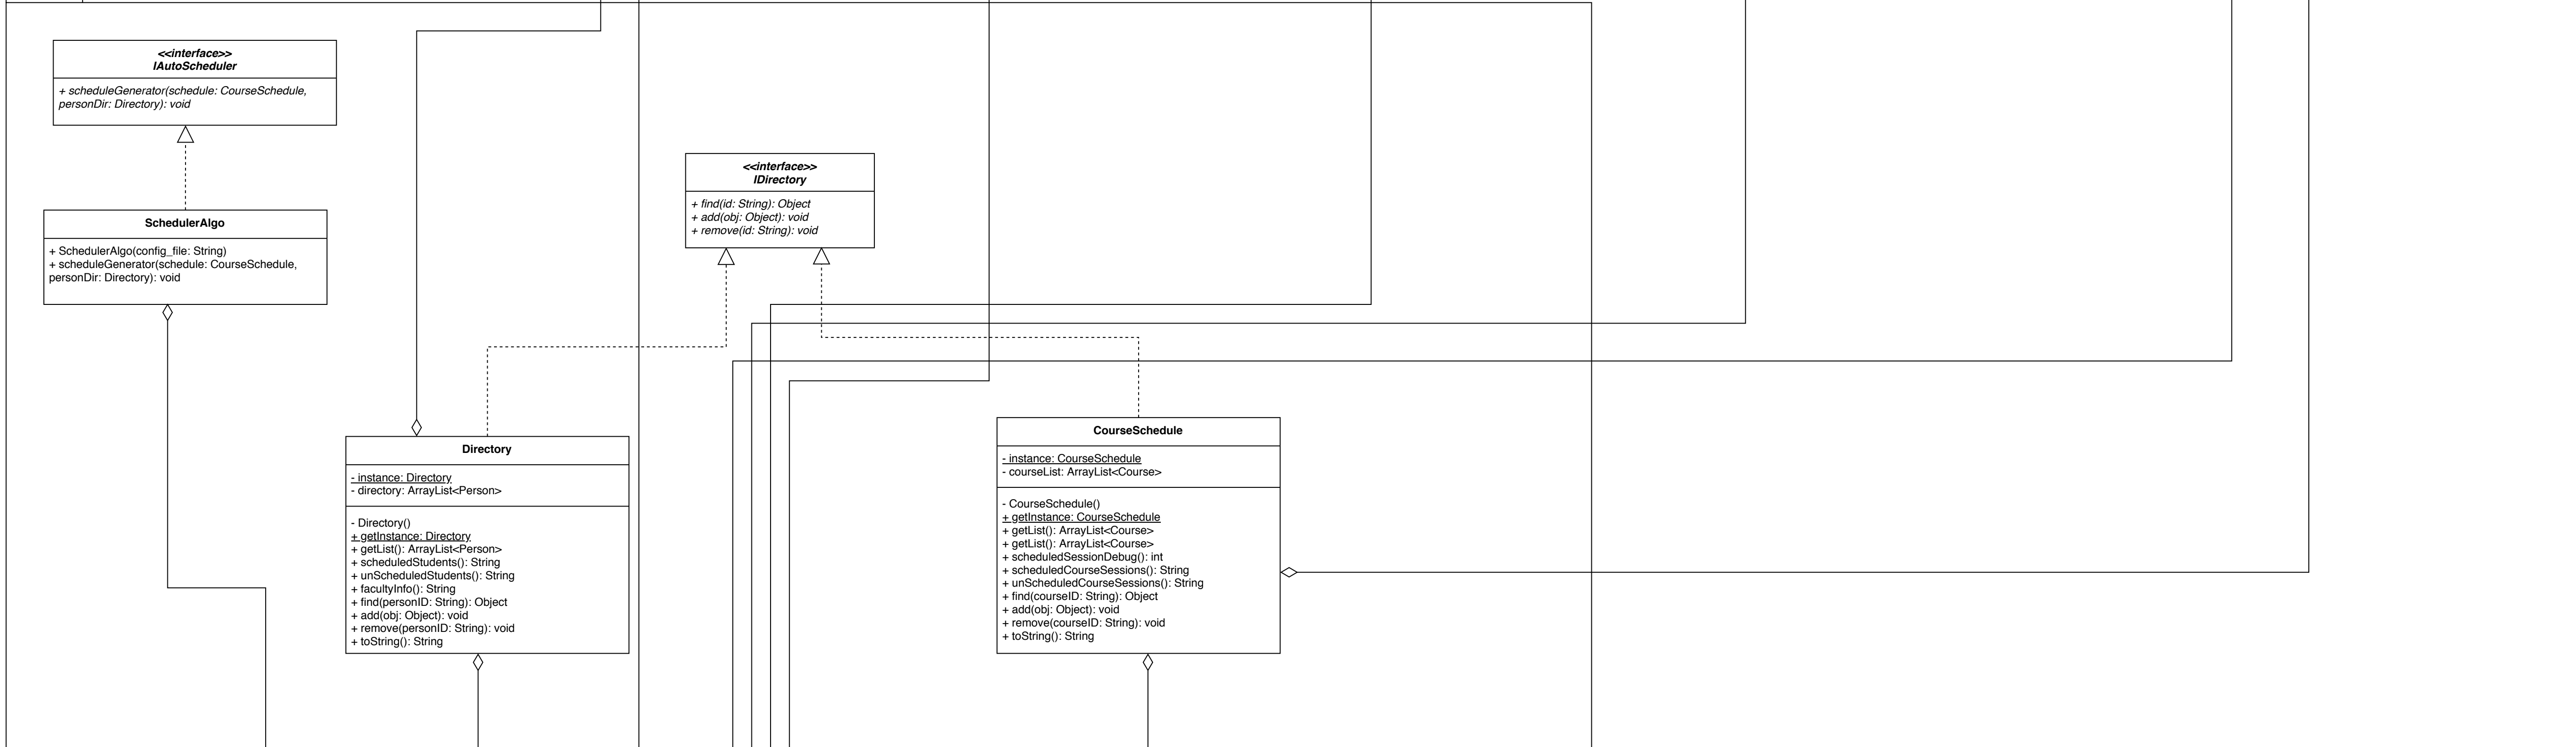 <<interface>>
IAutoScheduler
+ scheduleGenerator(schedule: CourseSchedule,
personDir: Directory): void
<<interface>>
IDirectory
+ find(id: String): Object
+ add(obj: Object): void
+ remove(id: String): void
SchedulerAlgo
+ SchedulerAlgo(config_file: String)
+ scheduleGenerator(schedule: CourseSchedule,
personDir: Directory): void
Directory
- instance: Directory
- directory: ArrayList<Person>
- Directory()
+ getInstance: Directory
+ getList(): ArrayList<Person>
+ scheduledStudents(): String
+ unScheduledStudents(): String
+ facultyInfo(): String
+ find(personID: String): Object
+ add(obj: Object): void
+ remove(personID: String): void
+ toString(): String
CourseSchedule
- instance: CourseSchedule
- courseList: ArrayList<Course>
- CourseSchedule()
+ getInstance: CourseSchedule
+ getList(): ArrayList<Course>
+ getList(): ArrayList<Course>
+ scheduledSessionDebug(): int
+ scheduledCourseSessions(): String
+ unScheduledCourseSessions(): String
+ find(courseID: String): Object
+ add(obj: Object): void
+ remove(courseID: String): void
+ toString(): String